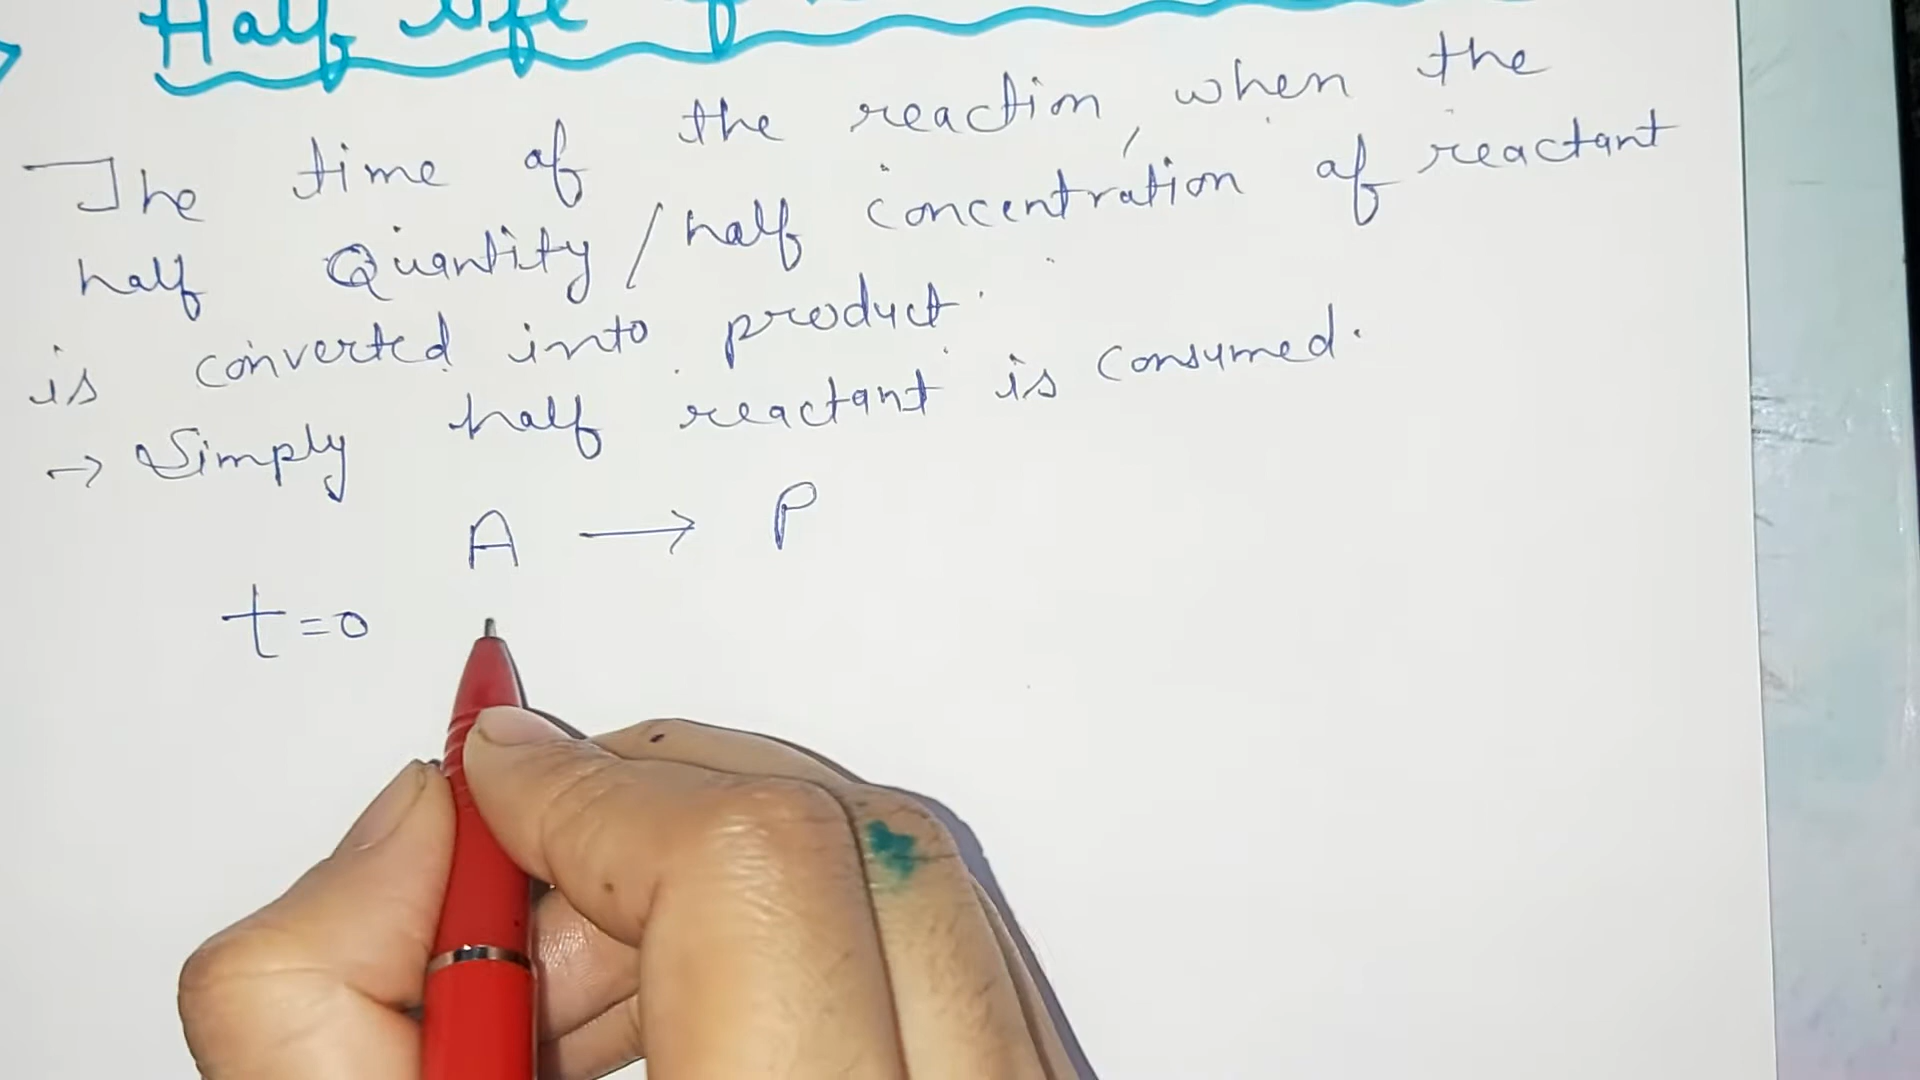 Half life of
The time of the reaction, when the
half Quantity / half concentration of reactant
is converted into product.
→ Simply half reactant is consumed.
A → P
t=0